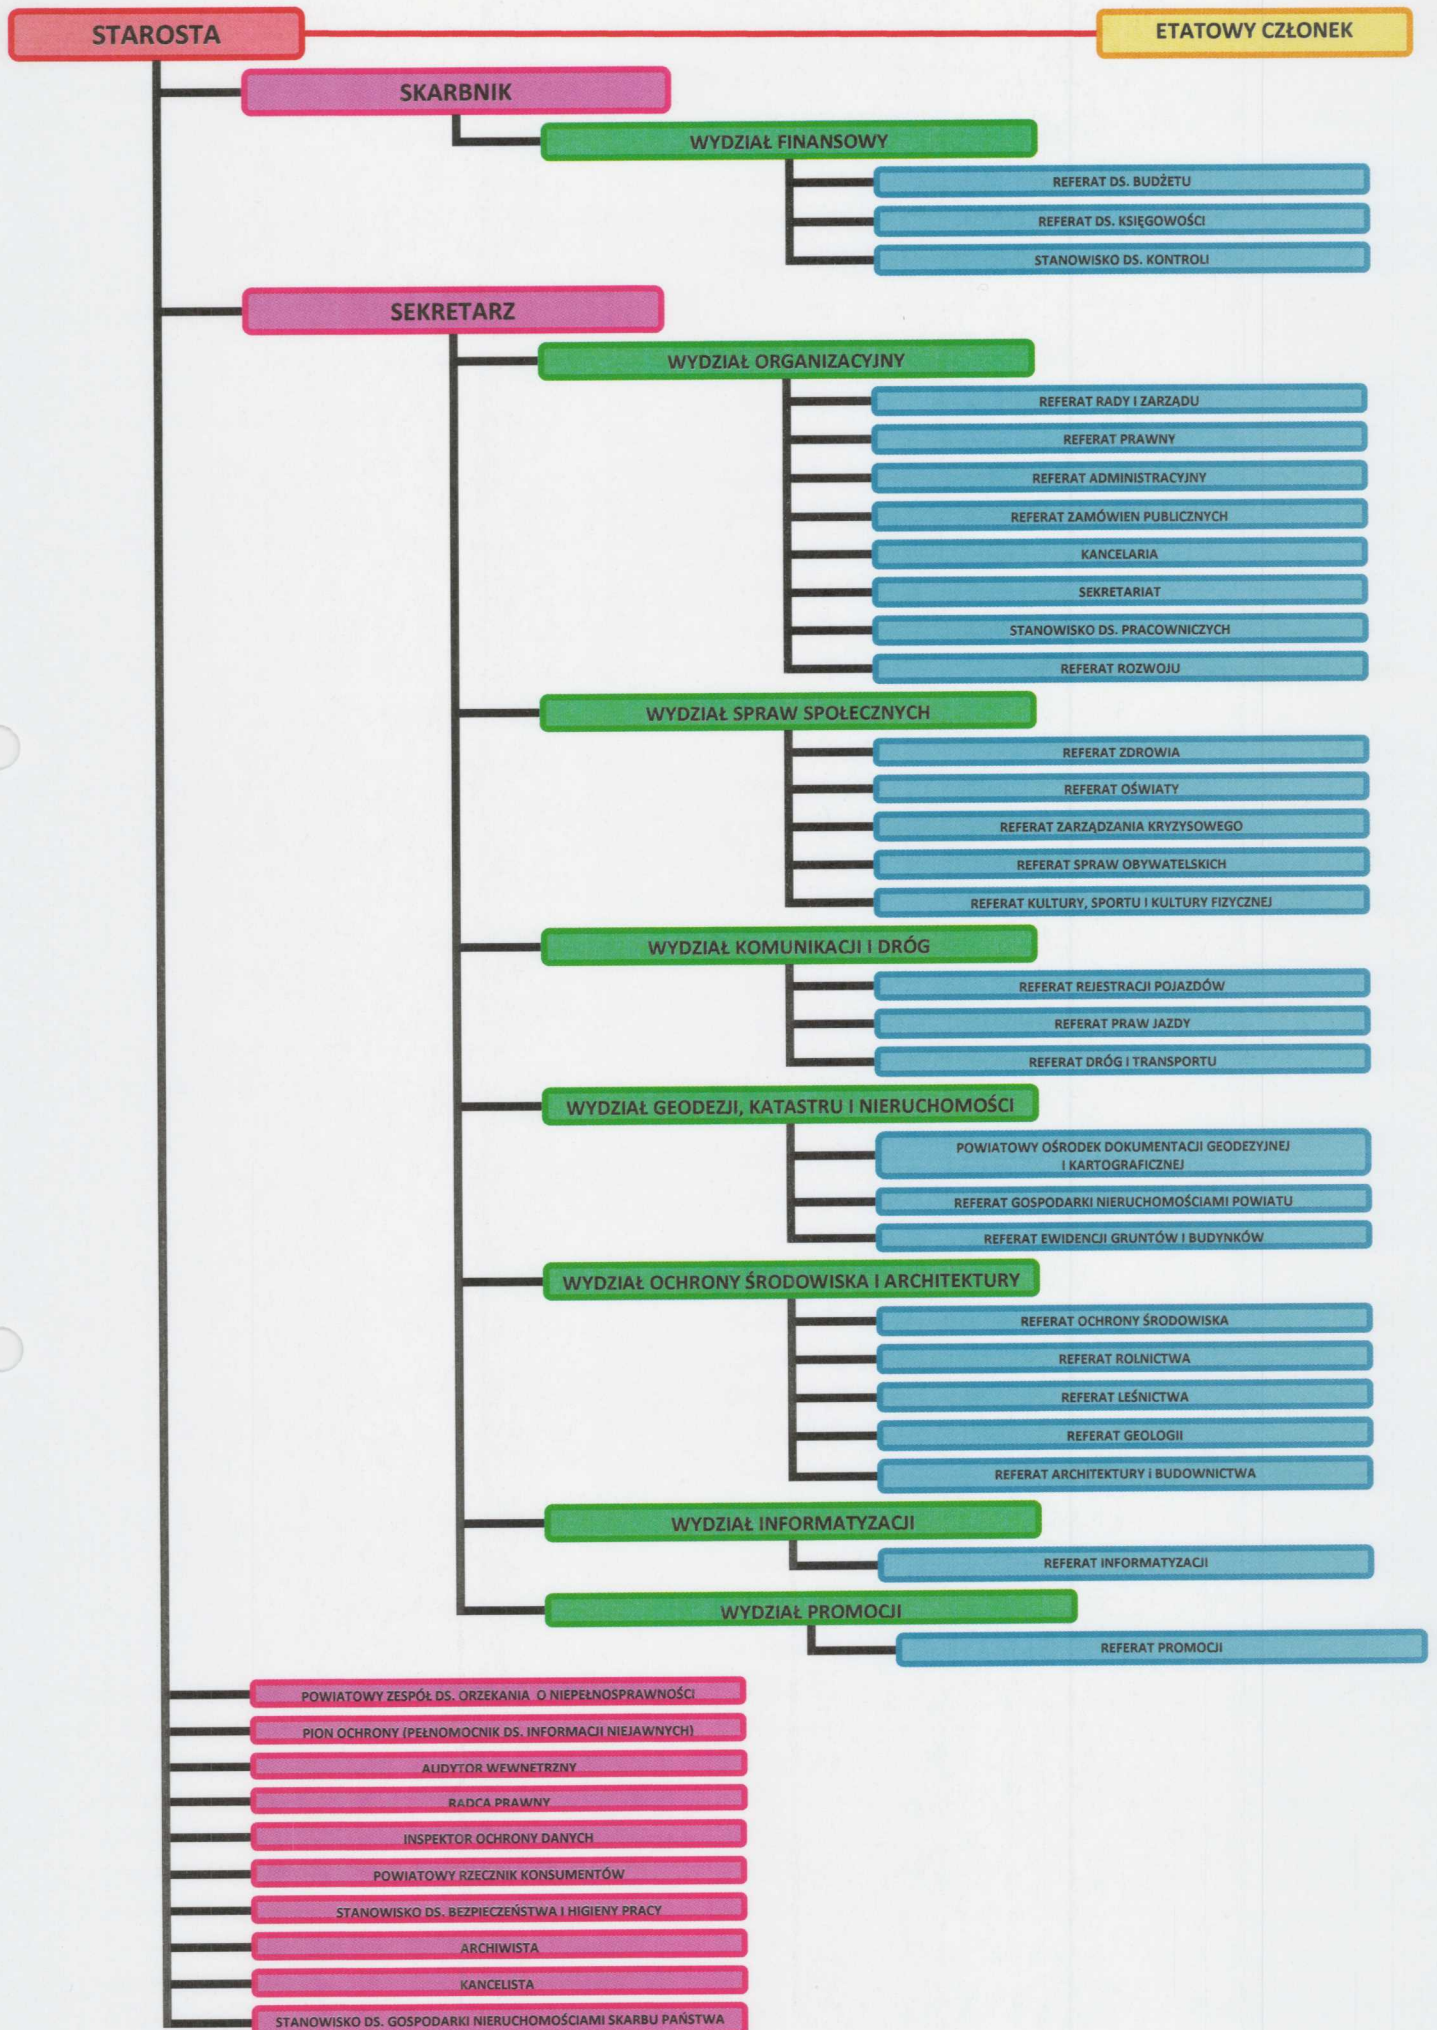 STAROSTA
ETATOWY CZŁONEK
SKARBNIK
WYDZIAŁ FINANSOWY
REFERAT DS. BUDŻETU
REFERAT DS. KSIĘGOWOŚCI
STANOWISKO DS. KONTROLI
SEKRETARZ
WYDZIAŁ ORGANIZACYJNY
REFERAT RADY I ZARZĄDU
REFERAT PRAWNY
REFERAT ADMINISTRACYJNY
REFERAT ZAMÓWIEN PUBLICZNYCH
KANCELARIA
SEKRETARIAT
STANOWISKO DS. PRACOWNICZYCH
REFERAT ROZWOJU
WYDZIAŁ SPRAW SPOŁECZNYCH
REFERAT ZDROWIA
REFERAT OŚWIATY
REFERAT ZARZĄDZANIA KRYZYSOWEGO
REFERAT SPRAW OBYWATELSKICH
REFERAT KULTURY, SPORTU I KULTURY FIZYCZNEJ
WYDZIAŁ KOMUNIKACJI I DRÓG
REFERAT REJESTRACJI POJAZDÓW
REFERAT PRAW JAZDY
REFERAT DRÓG I TRANSPORTU
WYDZIAŁ GEODEZJI, KATASTRU I NIERUCHOMOŚCI
POWIATOWY OŚRODEK DOKUMENTACJI GEODEZYJNEJ
I KARTOGRAFICZNEJ
REFERAT GOSPODARKI NIERUCHOMOŚCIAMI POWIATU
REFERAT EWIDENCJI GRUNTÓW I BUDYNKÓW
WYDZIAŁ OCHRONY ŚRODOWISKA I ARCHITEKTURY
REFERAT OCHRONY ŚRODOWISKA
REFERAT ROLNICTWA
REFERAT LEŚNICTWA
REFERAT GEOLOGII
REFERAT ARCHITEKTURY i BUDOWNICTWA
WYDZIAŁ INFORMATYZACJI
REFERAT INFORMATYZACJI
WYDZIAŁ PROMOCJI
REFERAT PROMOCJI
POWIATOWY ZESPÓŁ DS. ORZEKANIA O NIEPEŁNOSPRAWNOŚCI
PION OCHRONY (PEŁNOMOCNIK DS. INFORMACJI NIEJAWNYCH)
AUDYTOR WEWNETRZNY
RADCA PRAWNY
INSPEKTOR OCHRONY DANYCH
POWIATOWY RZECZNIK KONSUMENTÓW
STANOWISKO DS. BEZPIECZEŃSTWA I HIGIENY PRACY
ARCHIWISTA
KANCELISTA
STANOWISKO DS. GOSPODARKI NIERUCHOMOŚCIAMI SKARBU PAŃSTWA